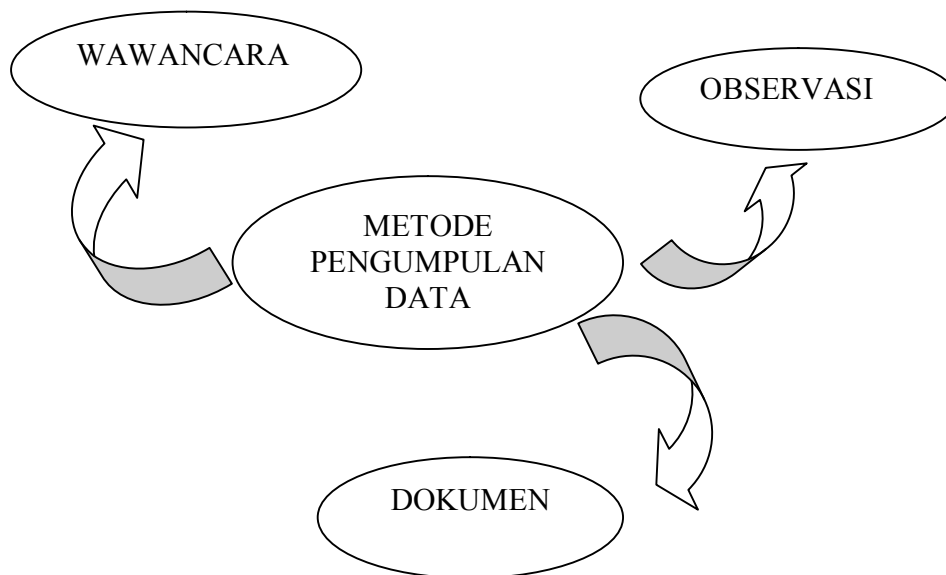 WAWANCARA
OBSERVASI
METODE
PENGUMPULAN
DATA
DOKUMEN